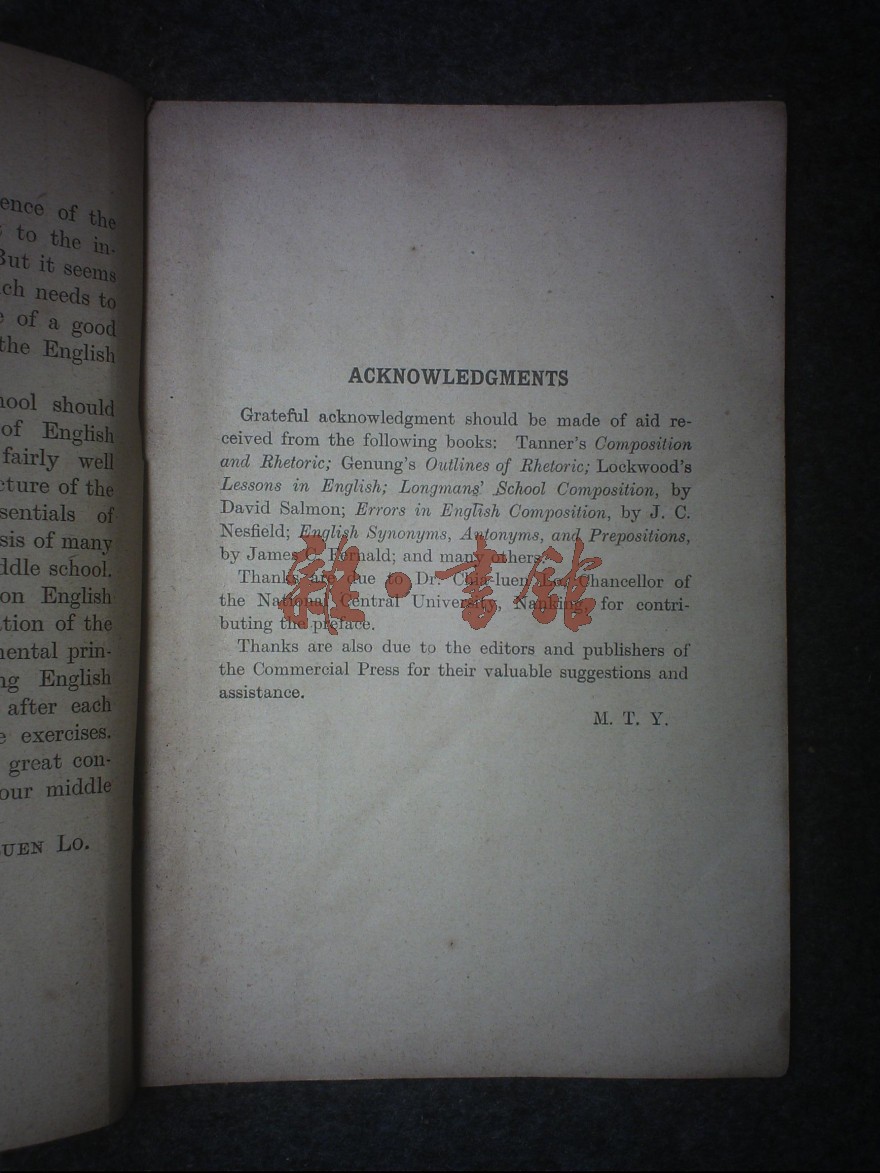 ence of the
to the in-
But it seems
ch needs to
of a good
the English
ool should
of English
fairly well
cture of the
sentials of
sis of many
ddle school.
on English
tion of the
mental prin-
ng English
after each
exercises.
great con-
our middle
UEN LO.
ACKNOWLEDGMENTS
Grateful acknowledgment should be made of aid re-
ceived from the following books: Tanner's Composition
and Rhetoric; Genung's Outlines of Rhetoric; Lockwood's
Lessons in English; Longmans' School Composition, by
David Salmon; Errors in English Composition, by J. C.
Nesfield; English Synonyms, Antonyms, and Prepositions,
by James C. Fernald; and many others.
Thanks are due to Dr. Chia-luen Lo, Chancellor of
the National Central University, Nanking, for contri-
buting the preface.
Thanks are also due to the editors and publishers of
the Commercial Press for their valuable suggestions and
assistance.
M. T. Y.
雜·書館